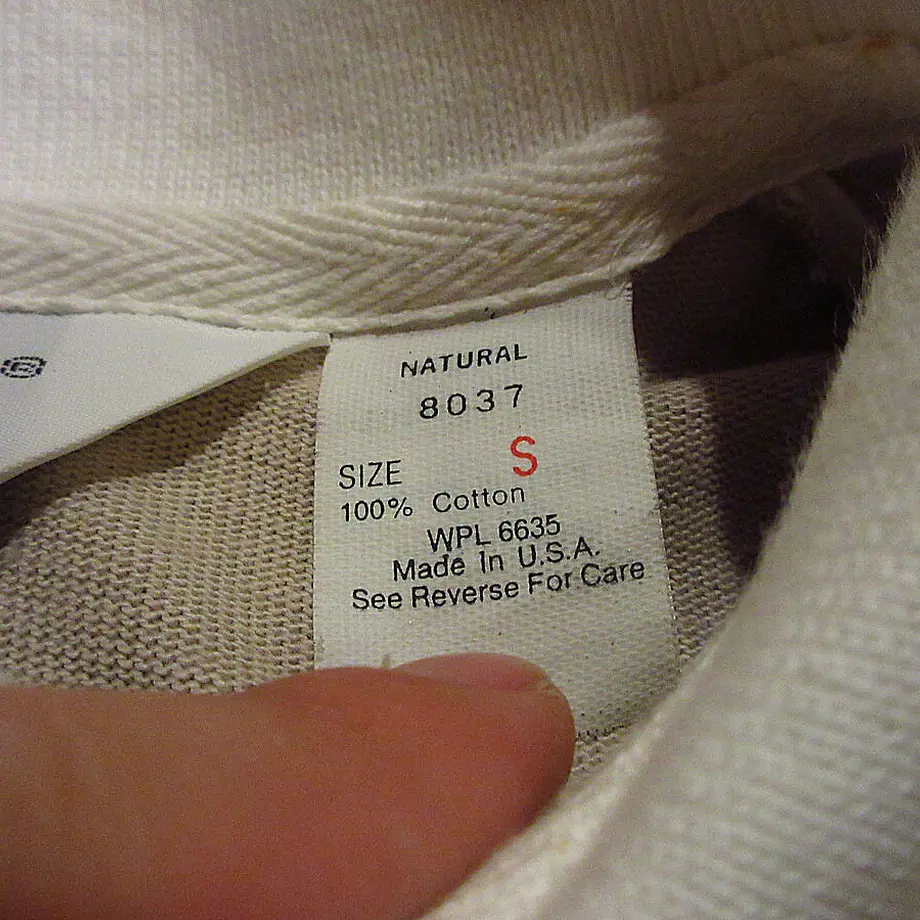 ®
NATURAL
8037
S
SIZE
100% Cotton
WPL 6635
Made In U.S.A.
See Reverse For Care